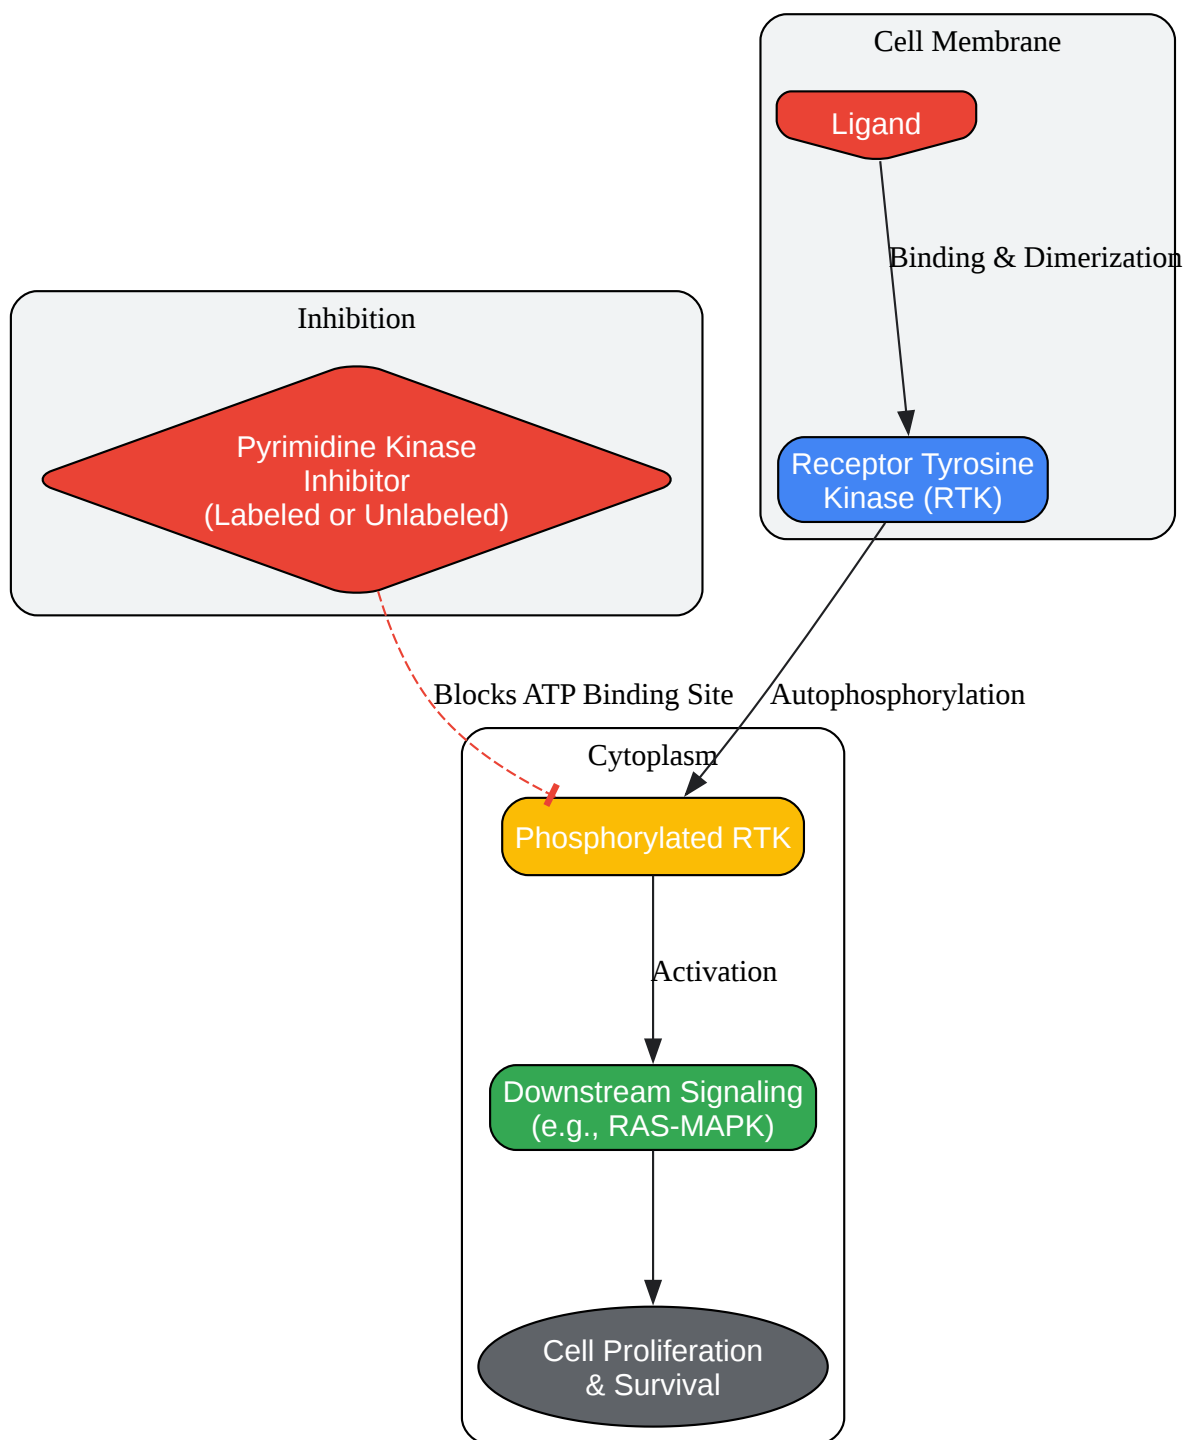 Cell Membrane
Ligand
Binding & Dimerization
Inhibition
Pyrimidine Kinase
Inhibitor
(Labeled or Unlabeled)
Receptor Tyrosine
Kinase (RTK)
Blocks ATP Binding Site
Autophosphorylation
Cytoplasm
Phosphorylated RTK
Activation
Downstream Signaling
(e.g., RAS-MAPK)
Cell Proliferation
& Survival